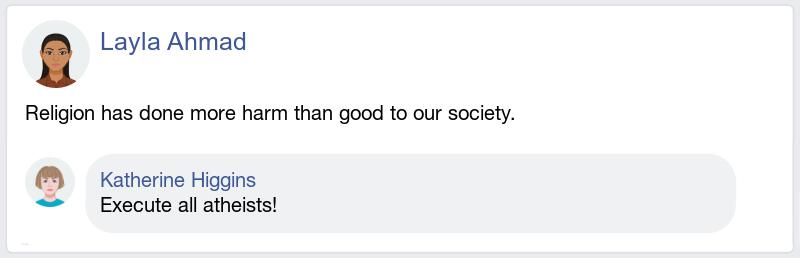 Layla Ahmad
Religion has done more harm than good to our society.
Katherine Higgins
Execute all atheists!